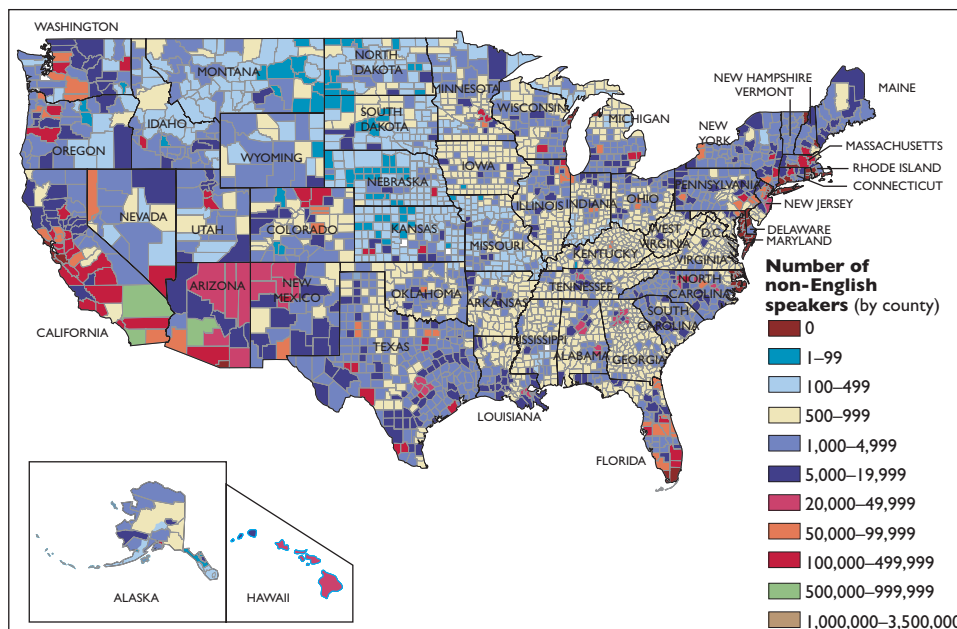 WASHINGTON
MONTANA
NORTH
DAKOTA
MINNESOTA
NEW HAMPSHIRE
VERMONT
MAINE
IDAHO
SOUTH
DAKOTA
WISCONSIN
MICHIGAN
NEW
YORK
OREGON
WYOMING
MASSACHUSETTS
IOWA
RHODE ISLAND
NEBRASKA
PENNSYLVANIA
CONNECTICUT
NEVADA
UTAH
COLORADO
ILLINOIS
INDIANA
OHIO
NEW JERSEY
KANSAS
MISSOURI
WEST
VIRGINIA
D.C.
DELAWARE
MARYLAND
KENTUCKY
VIRGINIA
CALIFORNIA
ARIZONA
NEW
MEXICO
OKLAHOMA
ARKANSAS
TENNESSEE
NORTH
CAROLINA
SOUTH
CAROLINA
TEXAS
MISSISSIPPI
ALABAMA
GEORGIA
LOUISIANA
FLORIDA
ALASKA
HAWAII
Number of
non-English
speakers (by county)
0
1–99
100–499
500–999
1,000–4,999
5,000–19,999
20,000–49,999
50,000–99,999
100,000–499,999
500,000–999,999
1,000,000–3,500,000